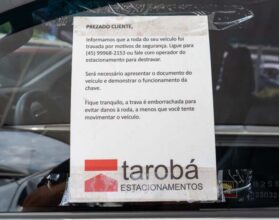 PREZADO CLIENTE,
Informamos que a roda do seu veículo foi
travada por motivos de segurança. Ligue para
(45) 99968-2153 ou fale com operador do
estacionamento para destravar.
Será necessário apresentar o documento do
veículo e demonstrar o funcionamento da
chave.
Fique tranquilo, a trava é emborrachada para
evitar danos à roda, a menos que você tente
movimentar o veículo.
tarobá
ESTACIONAMENTOS